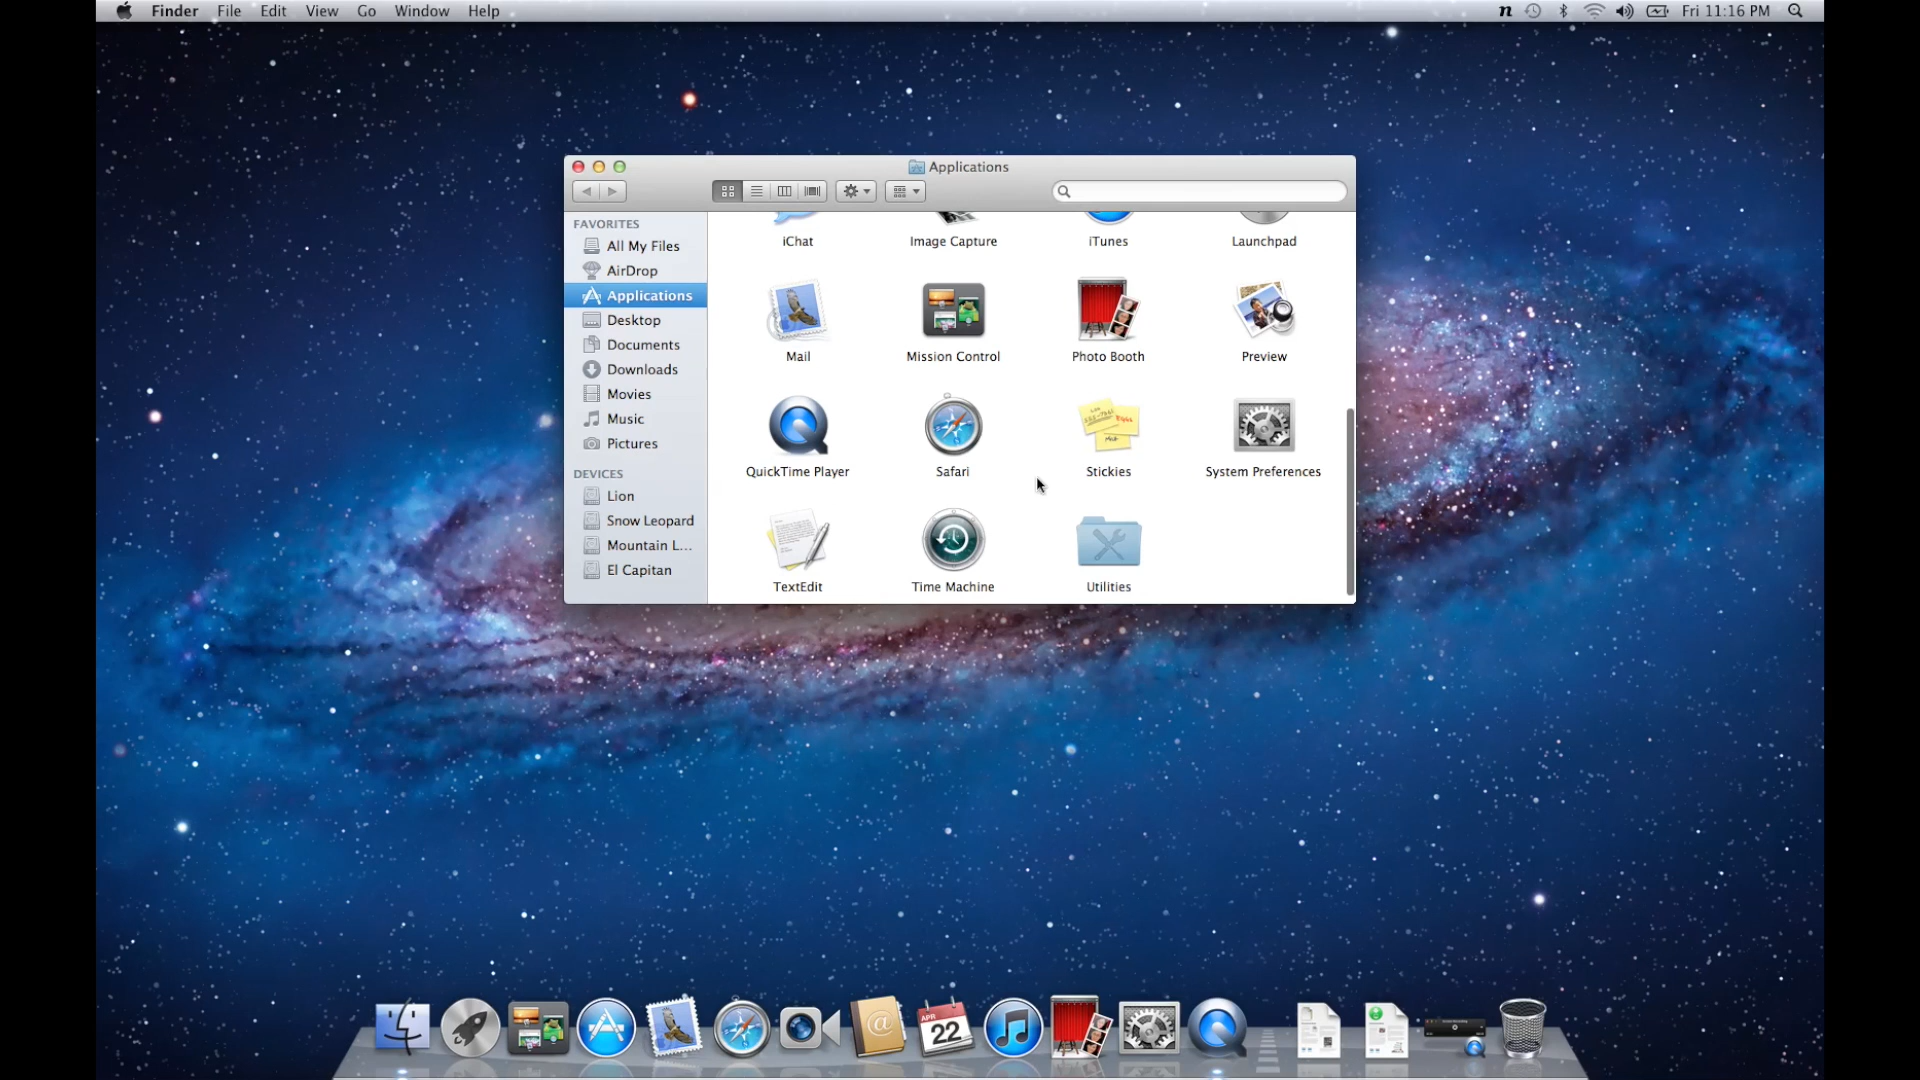 Finder File Edit View Go Window Help
n Fri 11:16 PM
Applications
FAVORITES
All My Files
AirDrop
Applications
Desktop
Documents
Downloads
Movies
Music
Pictures
DEVICES
Lion
Snow Leopard
Mountain L...
El Capitan
iChat Image Capture iTunes Launchpad
Mail Mission Control Photo Booth Preview
QuickTime Player Safari Stickies System Preferences
TextEdit Time Machine Utilities
@
APR
22